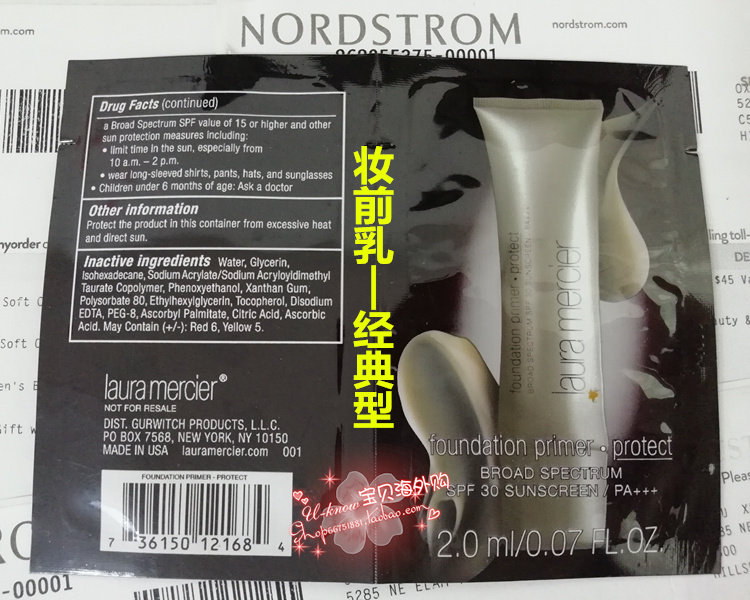 m.com
NORDSTROM
nordstrom.com
Drug Facts (continued)
a Broad Spectrum SPF value of 15 or higher and other
sun protection measures including:
• limit time in the sun, especially from
10 a.m. – 2 p.m.
• wear long-sleeved shirts, pants, hats, and sunglasses
• Children under 6 months of age: Ask a doctor
Other information
Protect the product in this container from excessive heat
and direct sun.
Inactive ingredients Water, Glycerin,
Isohexadecane, Sodium Acrylate/Sodium Acryloyldimethyl
Taurate Copolymer, Phenoxyethanol, Xanthan Gum,
Polysorbate 80, Ethylhexylglycerin, Tocopherol, Disodium
EDTA, PEG-8, Ascorbyl Palmitate, Citric Acid, Ascorbic
Acid. May Contain (+/-): Red 6, Yellow 5.
laura mercier®
NOT FOR RESALE
DIST. GURWITCH PRODUCTS, L.L.C.
PO BOX 7568, NEW YORK, NY 10150
MADE IN USA lauramercier.com 001
FOUNDATION PRIMER - PROTECT
7 36150 12168 4
妆前乳—经典型
foundation primer • protect
laura mercier
foundation primer • protect
BROAD SPECTRUM
SPF 30 SUNSCREEN / PA+++
2.0 ml/0.07 FL.OZ.
U-know 宝贝海外购
Shop66751881.taobao.com
-00001
5285 NE ELAM